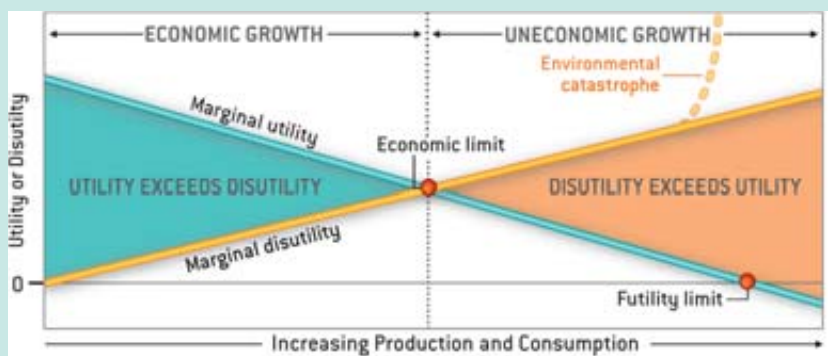 ECONOMIC GROWTH
UNECONOMIC GROWTH
Environmental
catastrophe
Marginal utility
Economic limit
UTILITY EXCEEDS DISUTILITY
DISUTILITY EXCEEDS UTILITY
Marginal disutility
Utility or Disutilty
0
Futility limit
Increasing Production and Consumption